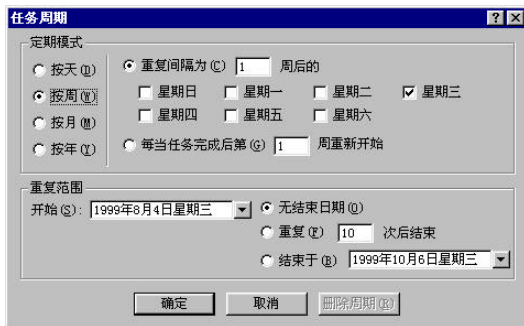 任务周期
定期模式
按天(D)
按周(W)
按月(M)
按年(Y)
重复间隔为(C) 1 周后的
星期日 星期一 星期二 星期三
星期四 星期五 星期六
每当任务完成后第(G) 1 周重新开始
重复范围
开始(S): 1999年8月4日星期三
无结束日期(O)
重复(F) 10 次后结束
结束于(B) 1999年10月6日星期三
确定 取消 删除周期(R)